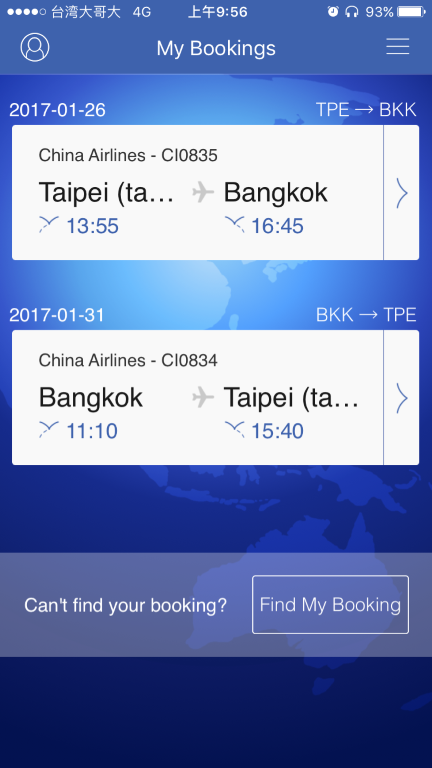 台湾大哥大 4G 上午9:56 93%
My Bookings
2017-01-26 TPE → BKK
China Airlines - CI0835
Taipei (ta... Bangkok
13:55 16:45
2017-01-31 BKK → TPE
China Airlines - CI0834
Bangkok Taipei (ta...
11:10 15:40
Can't find your booking? Find My Booking